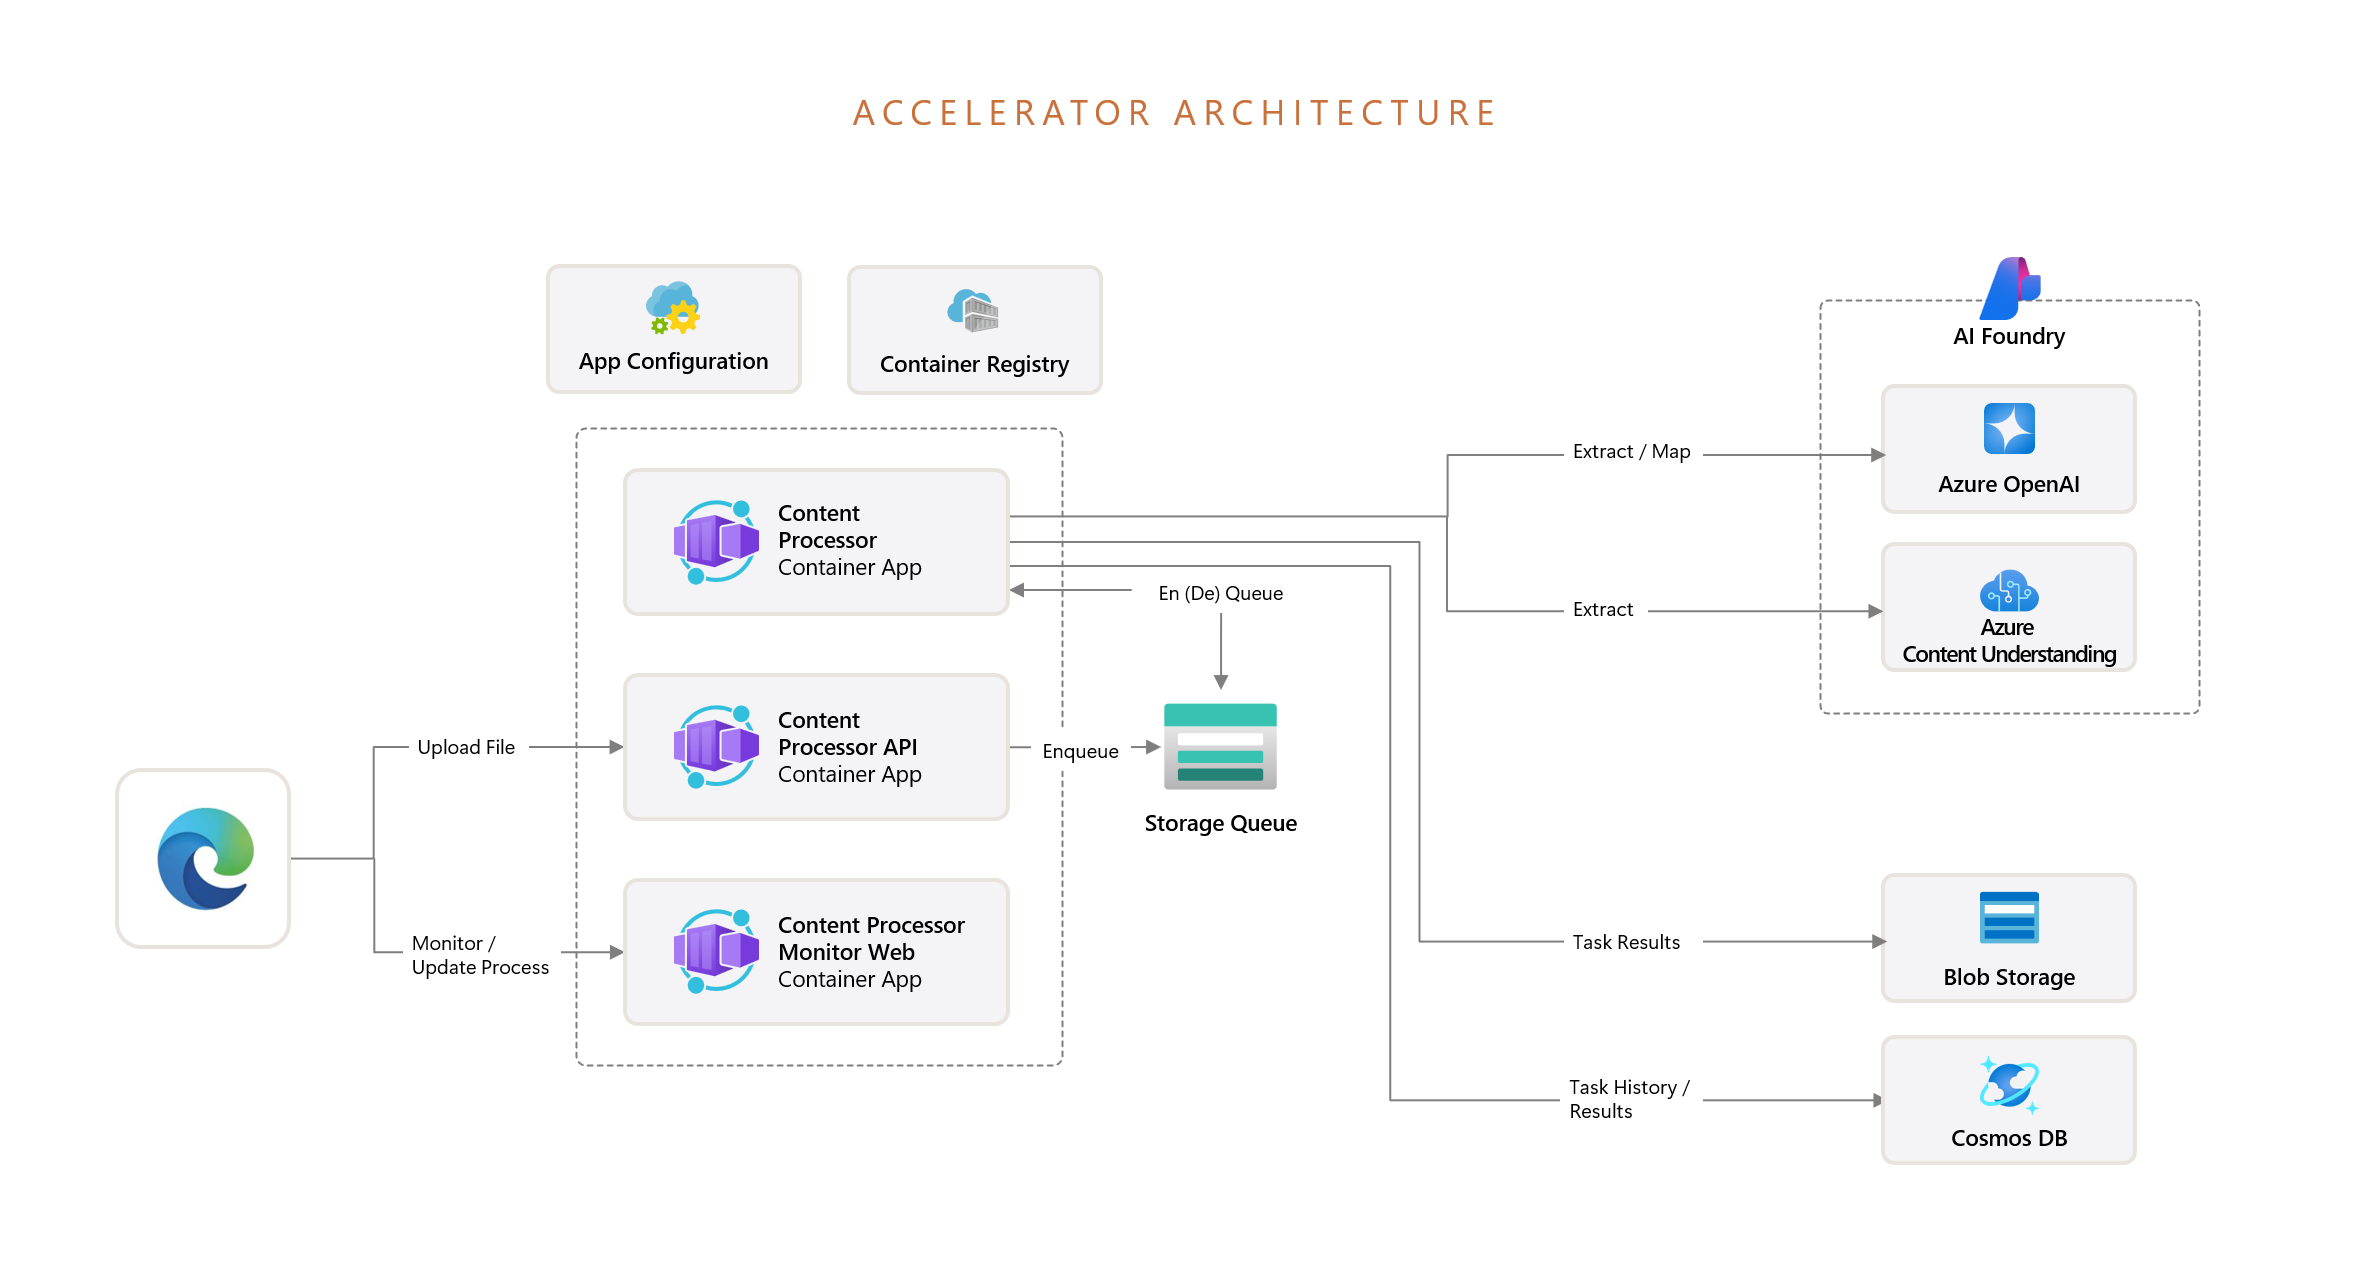 ACCELERATOR ARCHITECTURE
App Configuration
Container Registry
AI Foundry
Content
Processor
Container App
Extract / Map
Azure OpenAI
En (De) Queue
Extract
Azure
Content Understanding
Upload File
Content
Processor API
Container App
Enqueue
Storage Queue
Monitor /
Update Process
Content Processor
Monitor Web
Container App
Task Results
Blob Storage
Task History /
Results
Cosmos DB